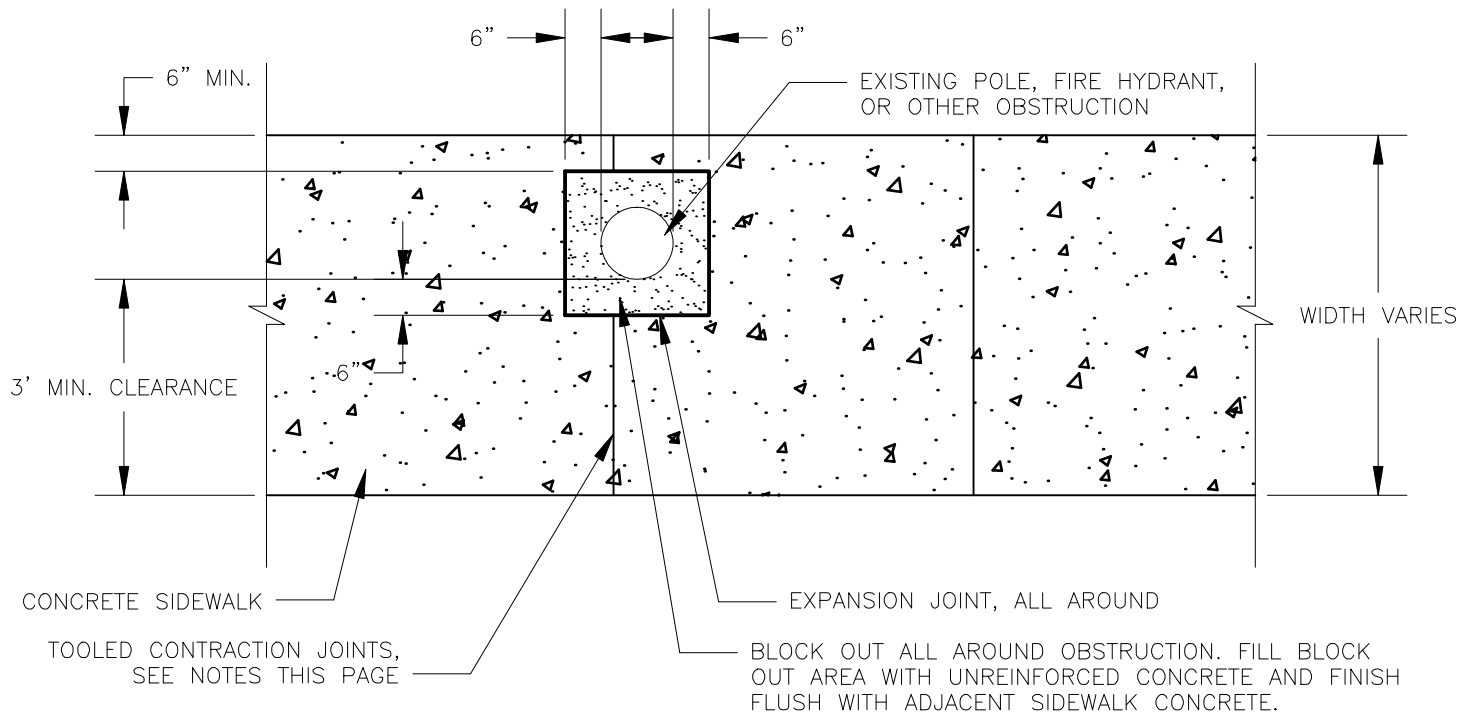 6" 6"
6" MIN.
EXISTING POLE, FIRE HYDRANT,
OR OTHER OBSTRUCTION
WIDTH VARIES
6"
3' MIN. CLEARANCE
CONCRETE SIDEWALK
EXPANSION JOINT, ALL AROUND
TOOLED CONTRACTION JOINTS,
SEE NOTES THIS PAGE
BLOCK OUT ALL AROUND OBSTRUCTION. FILL BLOCK
OUT AREA WITH UNREINFORCED CONCRETE AND FINISH
FLUSH WITH ADJACENT SIDEWALK CONCRETE.